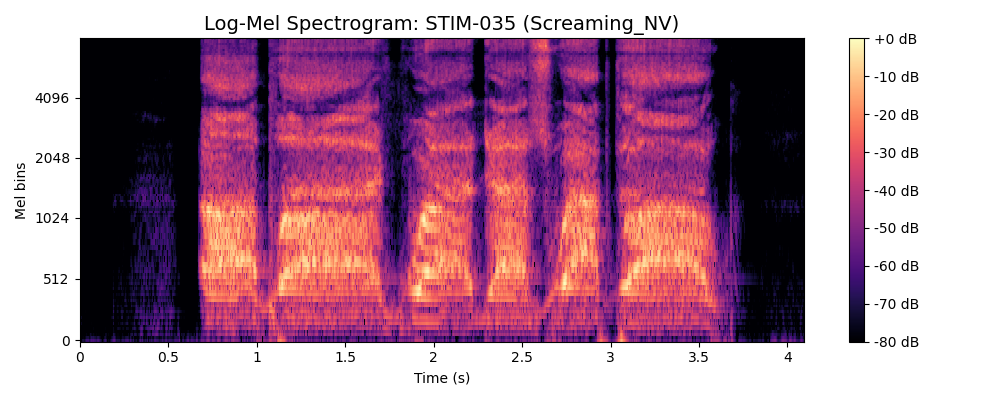 Log-Mel Spectrogram: STIM-035 (Screaming_NV)
Mel bins
4096
2048
1024
512
0
0 0.5 1 1.5 2 2.5 3 3.5 4
Time (s)
+0 dB
-10 dB
-20 dB
-30 dB
-40 dB
-50 dB
-60 dB
-70 dB
-80 dB